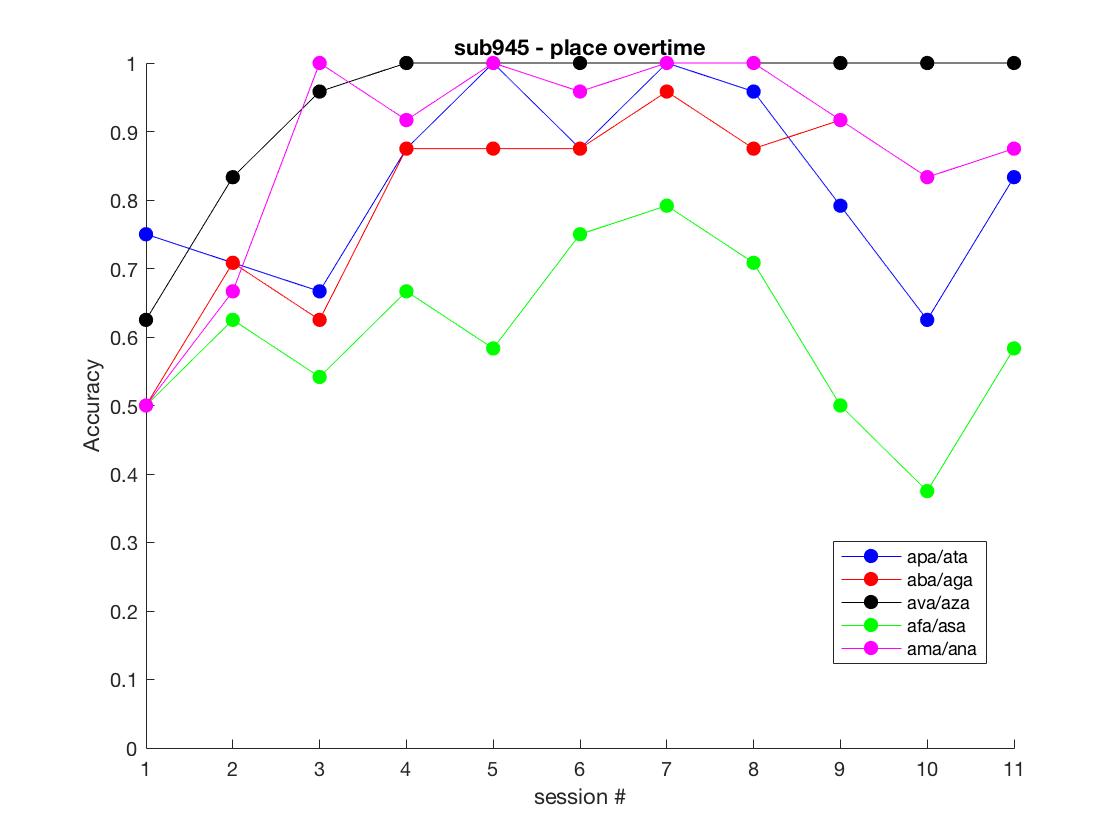 sub945 - place overtime
1
0.9
0.8
0.7
0.6
0.5
0.4
0.3
0.2
0.1
0
Accuracy
apa/ata
aba/aga
ava/aza
afa/asa
ama/ana
1 2 3 4 5 6 7 8 9 10 11
session #